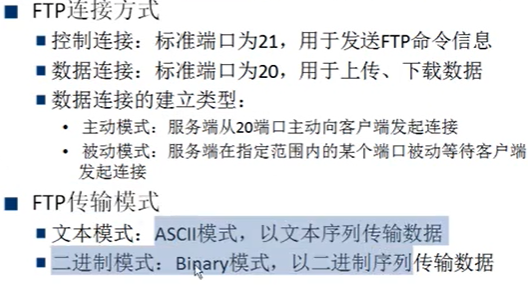 FTP连接方式
控制连接：标准端口为21，用于发送FTP命令信息
数据连接：标准端口为20，用于上传、下载数据
数据连接的建立类型：
主动模式：服务端从20端口主动向客户端发起连接
被动模式：服务端在指定范围内的某个端口被动等待客户端
发起连接
FTP传输模式
文本模式：ASCII模式，以文本序列传输数据
二进制模式：Binary模式，以二进制序列传输数据